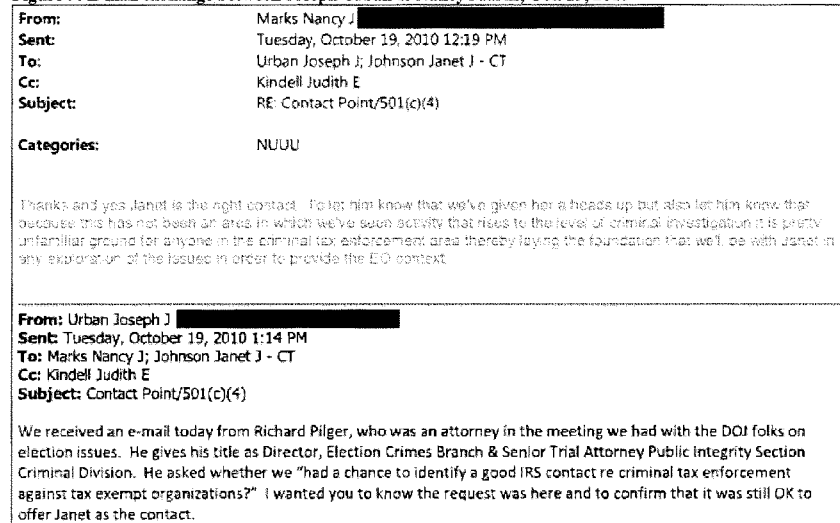 From: Marks Nancy J
Sent: Tuesday, October 19, 2010 12:19 PM
To: Urban Joseph J; Johnson Janet J - CT
Cc: Kindell Judith E
Subject: RE: Contact Point/501(c)(4)
Categories: NUUU
Thanks and yes Janet is the right contact. I'd let him know that we've given her a heads up but also let him know that
because this has not been an area in which we've seen activity that rises to the level of criminal investigation it is pretty
unfamiliar ground for anyone in the criminal tax enforcement area thereby laying the foundation that we'll be with Janet in
any exploration of the issues in order to provide the EO context
From: Urban Joseph J
Sent: Tuesday, October 19, 2010 1:14 PM
To: Marks Nancy J; Johnson Janet J - CT
Cc: Kindell Judith E
Subject: Contact Point/501(c)(4)
We received an e-mail today from Richard Pilger, who was an attorney in the meeting we had with the DOJ folks on
election issues. He gives his title as Director, Election Crimes Branch & Senior Trial Attorney Public Integrity Section
Criminal Division. He asked whether we "had a chance to identify a good IRS contact re criminal tax enforcement
against tax exempt organizations?" I wanted you to know the request was here and to confirm that it was still OK to
offer Janet as the contact.